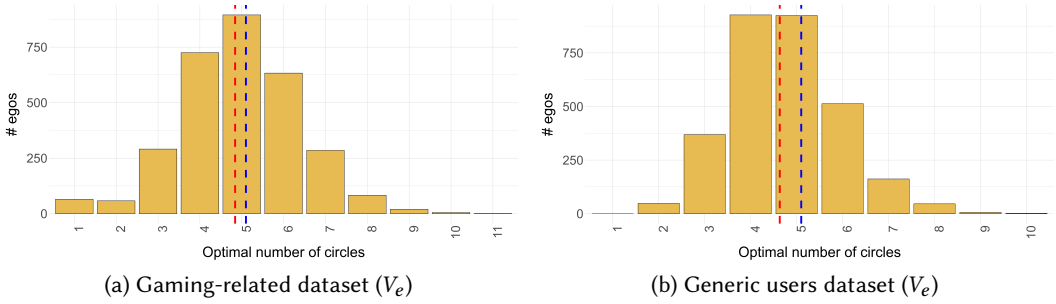 # egos
750
500
250
0
1 2 3 4 5 6 7 8 9 10 11
Optimal number of circles
(a) Gaming-related dataset (Vₑ)
# egos
750
500
250
0
1 2 3 4 5 6 7 8 9 10
Optimal number of circles
(b) Generic users dataset (Vₑ)